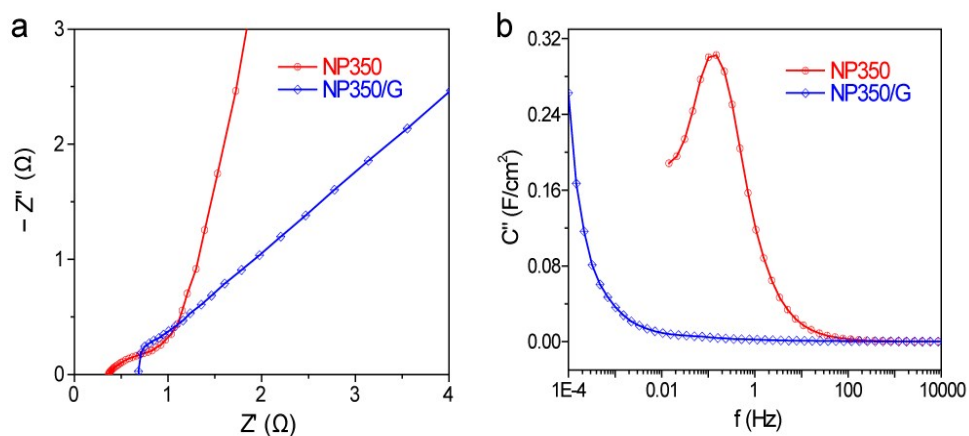 a
3
2
1
0
0
1
2
3
4
− Z'' (Ω)
Z' (Ω)
NP350
NP350/G
b
0.32
0.24
0.16
0.08
0.00
1E-4
0.01
1
100
10000
C'' (F/cm²)
f (Hz)
NP350
NP350/G